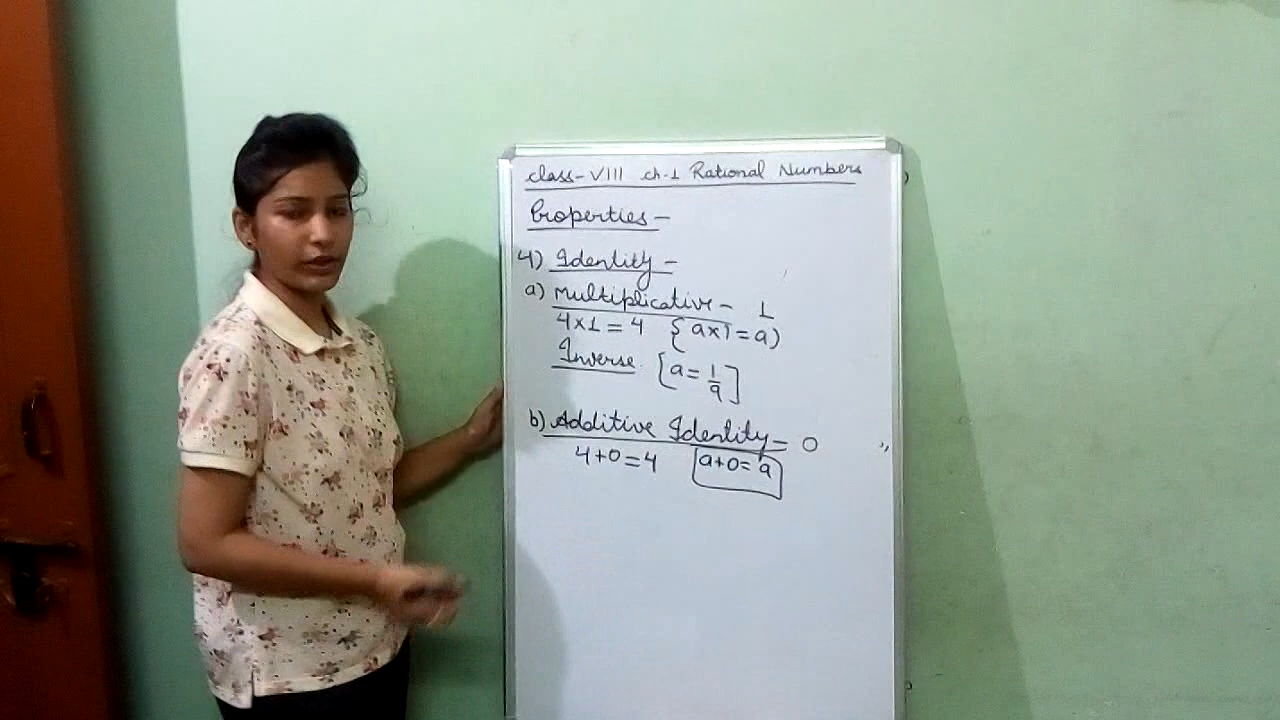 class-VIII ch-1 Rational Numbers
Properties-
4) Identity-
a) Multiplicative- 1
4×1=4 {a×1=a)
Inverse [a=1/a]
b) Additive Identity- 0
4+0=4 a+0=a